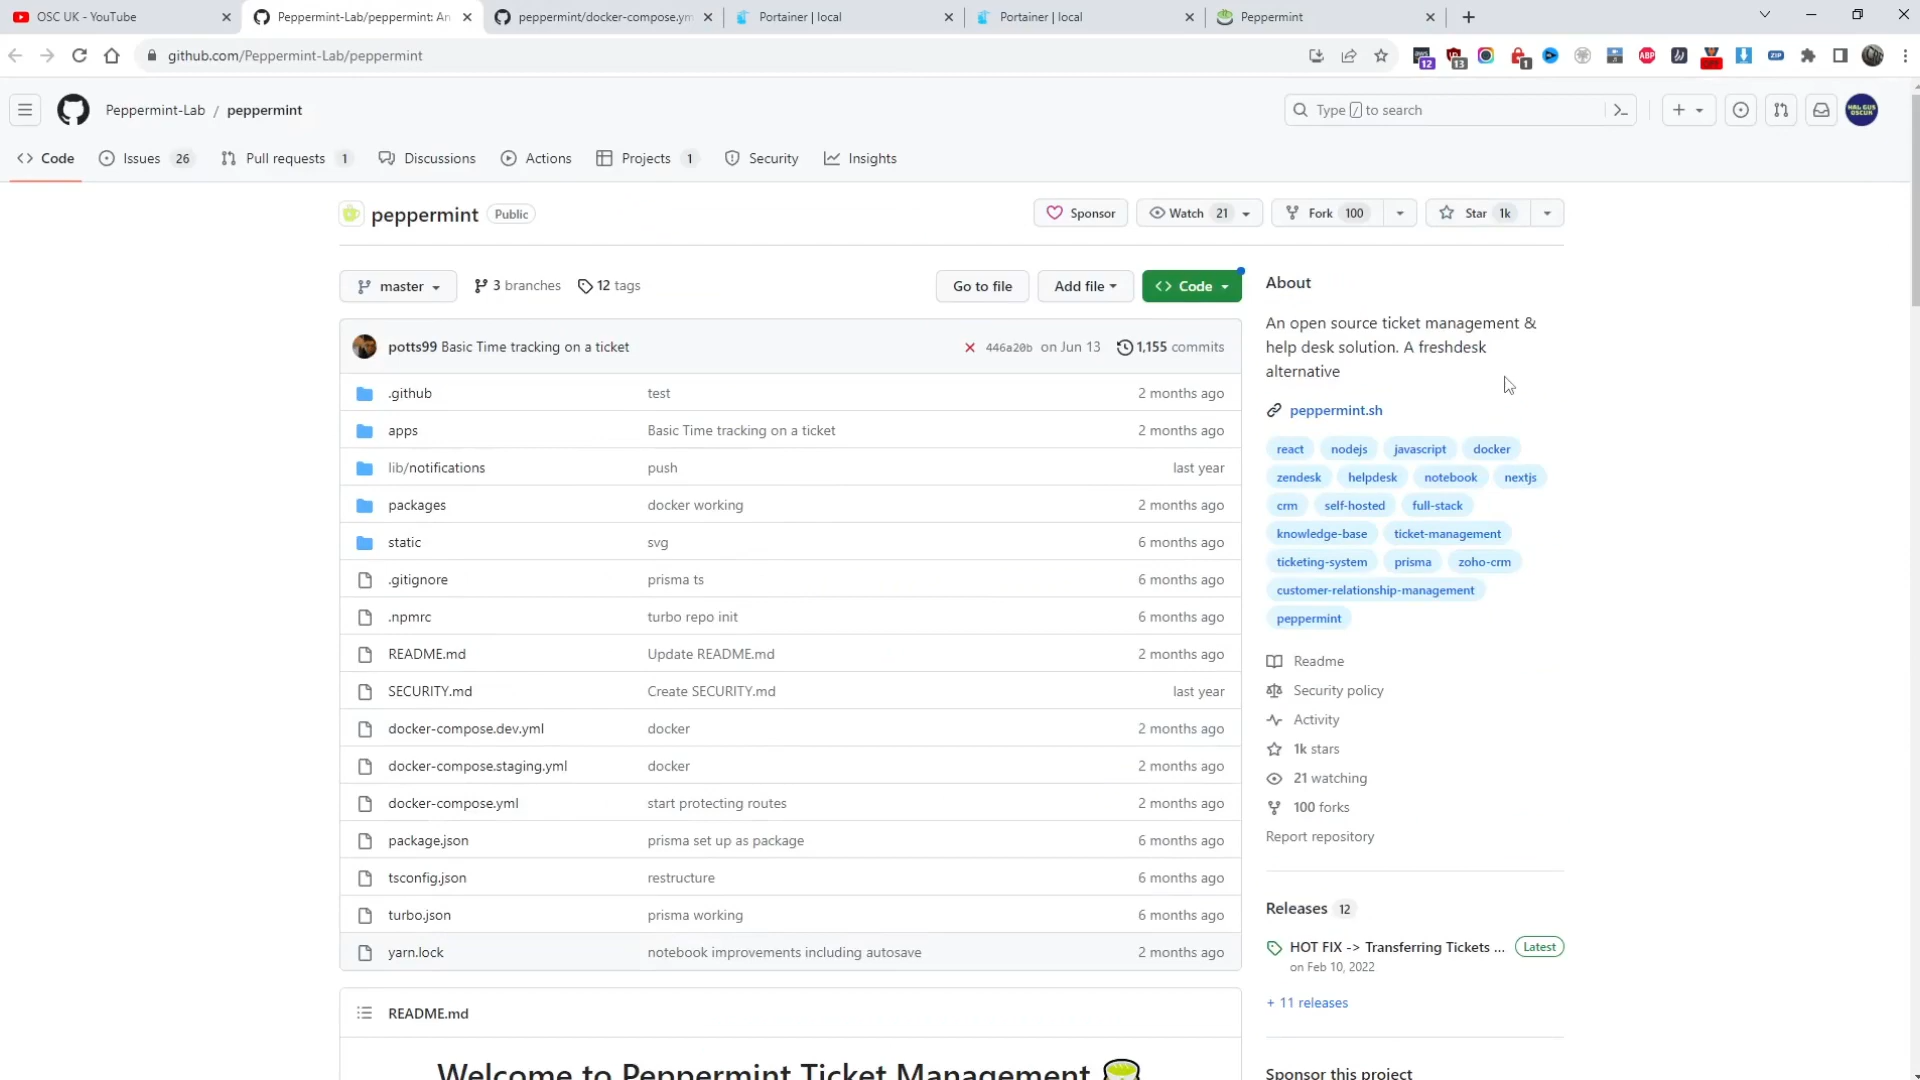 OSC UK - YouTube
Peppermint-Lab/peppermint: An
peppermint/docker-compose.ym
Portainer | local
Portainer | local
Peppermint
github.com/Peppermint-Lab/peppermint
12
13
1
ABP
ZIP
Peppermint-Lab / peppermint
Type / to search
Code
Issues 26
Pull requests 1
Discussions
Actions
Projects 1
Security
Insights
peppermint Public
Sponsor
Watch 21
Fork 100
Star 1k
master
3 branches
12 tags
Go to file
Add file
Code
potts99 Basic Time tracking on a ticket 446a20b on Jun 13 1,155 commits
.github test 2 months ago
apps Basic Time tracking on a ticket 2 months ago
lib/notifications push last year
packages docker working 2 months ago
static svg 6 months ago
.gitignore prisma ts 6 months ago
.npmrc turbo repo init 6 months ago
README.md Update README.md 2 months ago
SECURITY.md Create SECURITY.md last year
docker-compose.dev.yml docker 2 months ago
docker-compose.staging.yml docker 2 months ago
docker-compose.yml start protecting routes 2 months ago
package.json prisma set up as package 6 months ago
tsconfig.json restructure 6 months ago
turbo.json prisma working 6 months ago
yarn.lock notebook improvements including autosave 2 months ago
README.md
Welcome to Peppermint Ticket Management
About
An open source ticket management &
help desk solution. A freshdesk
alternative
peppermint.sh
react nodejs javascript docker
zendesk helpdesk notebook nextjs
crm self-hosted full-stack
knowledge-base ticket-management
ticketing-system prisma zoho-crm
customer-relationship-management
peppermint
Readme
Security policy
Activity
1k stars
21 watching
100 forks
Report repository
Releases 12
HOT FIX -> Transferring Tickets ... Latest
on Feb 10, 2022
+ 11 releases
Sponsor this project